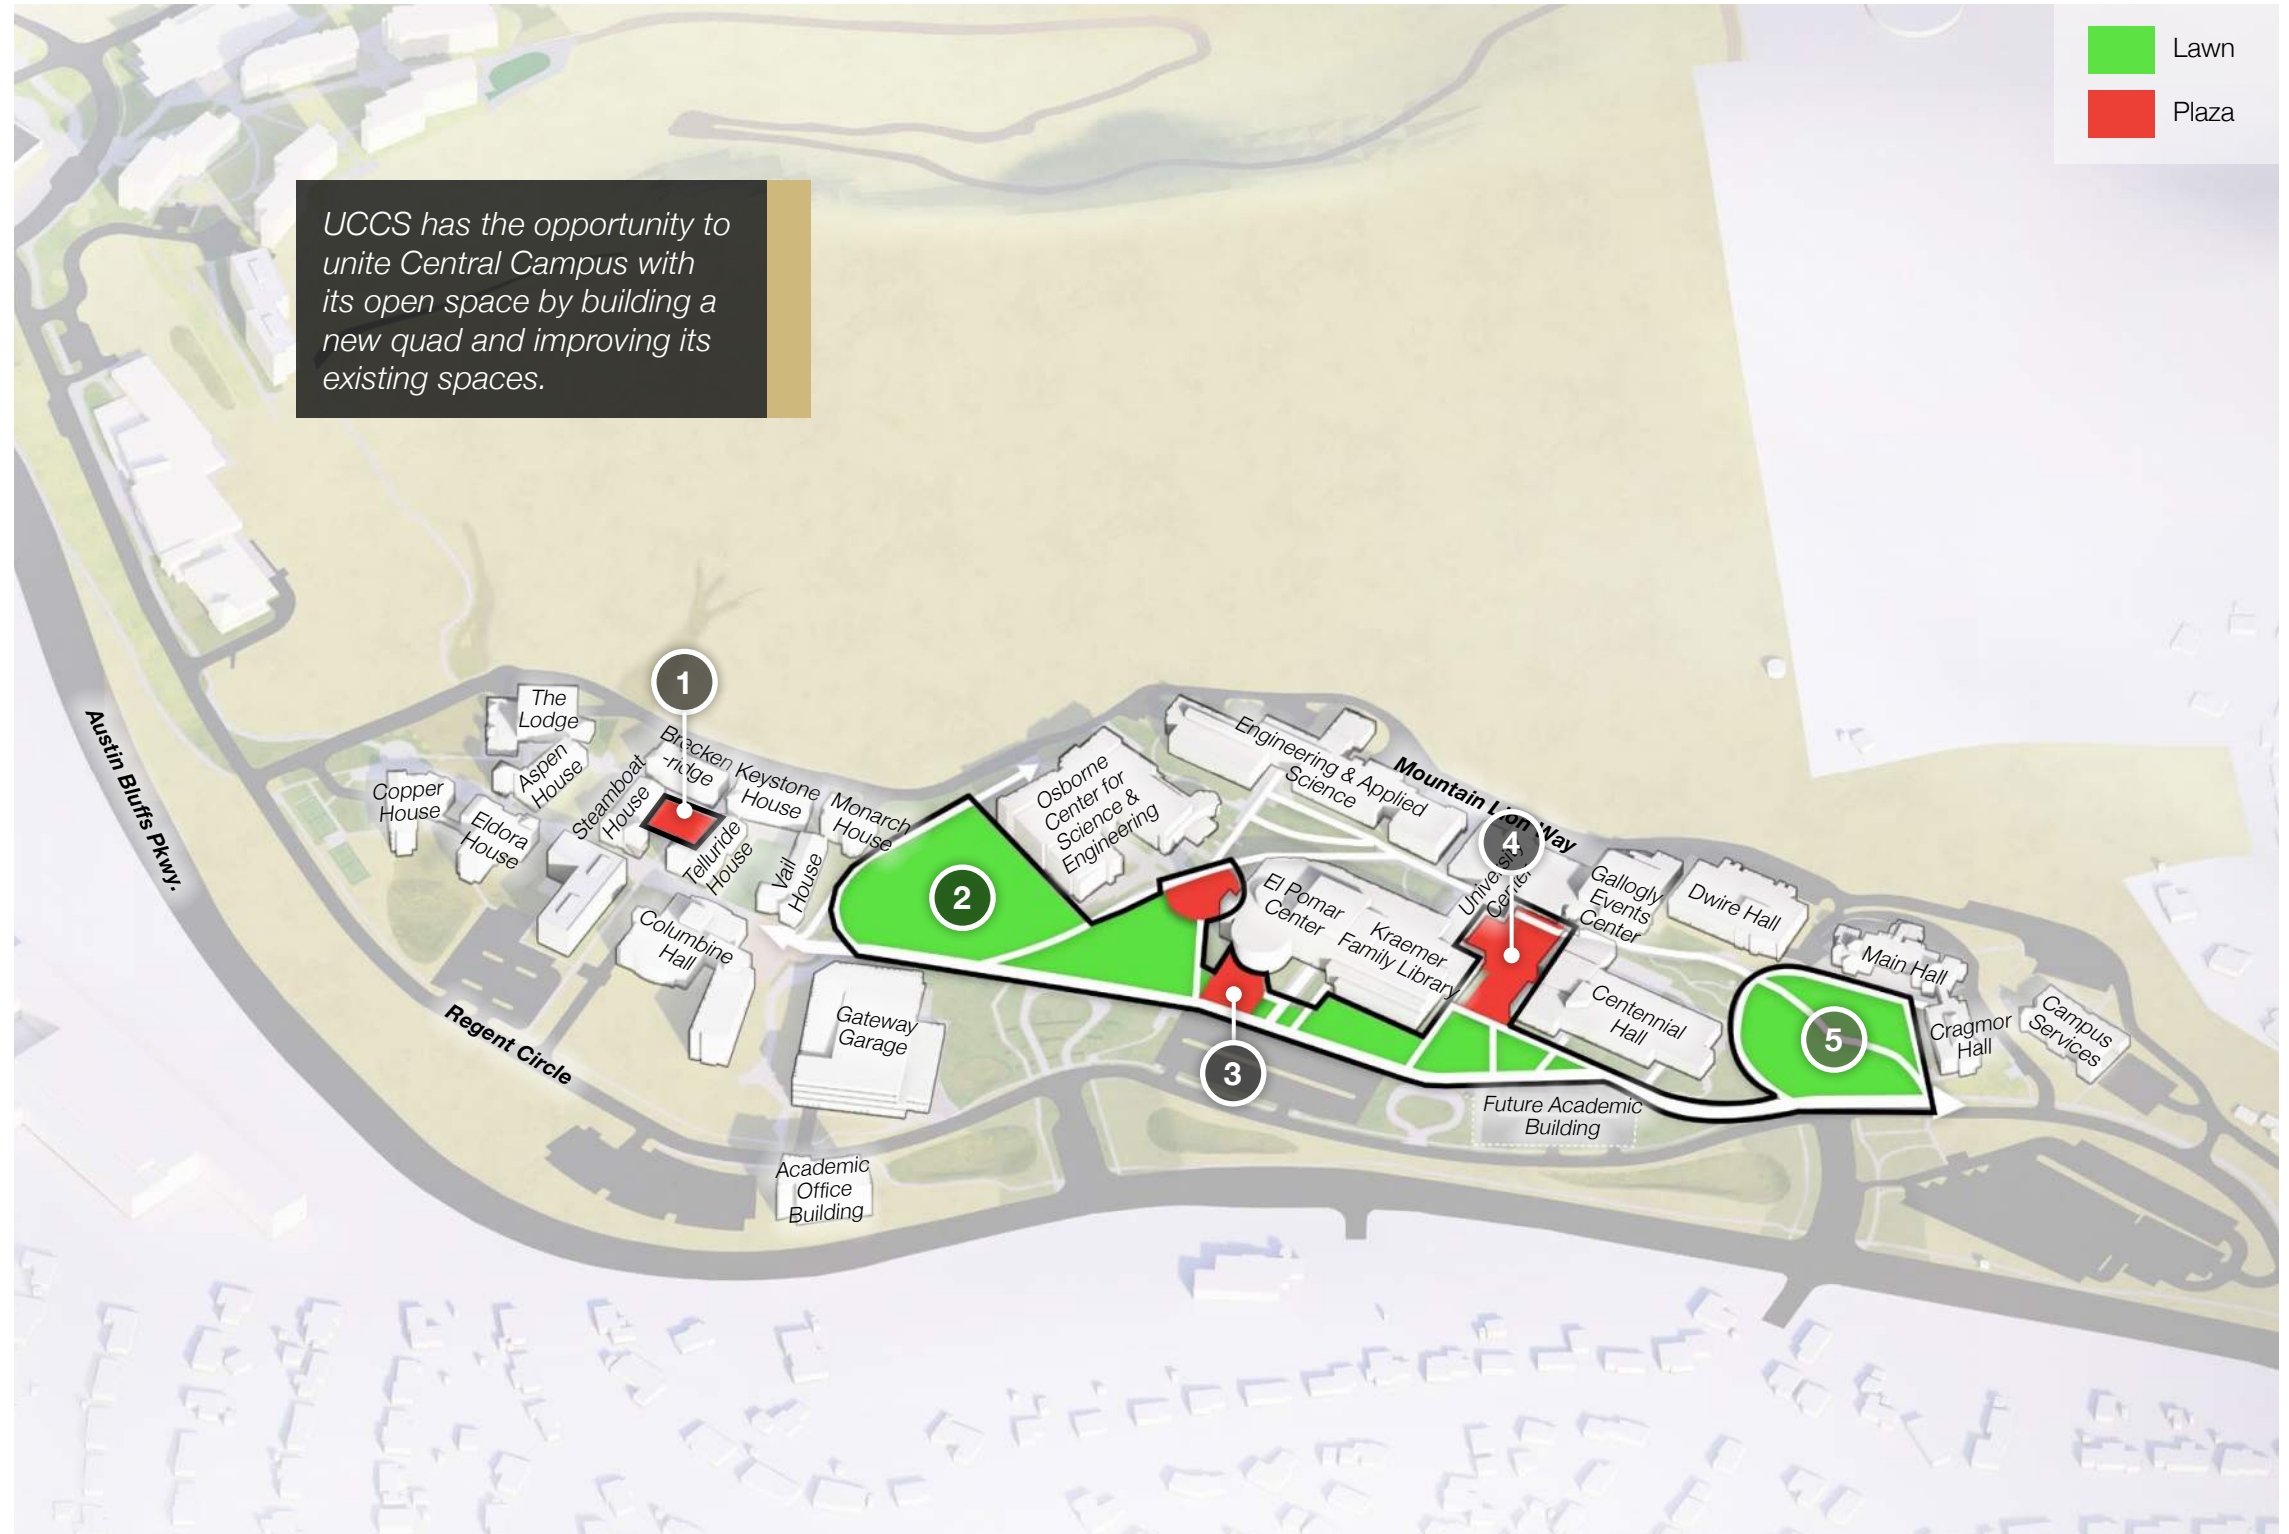 Lawn
Plaza
UCCS has the opportunity to
unite Central Campus with
its open space by building a
new quad and improving its
existing spaces.
1
The
Lodge
Brecken
-ridge
Keystone
House
Aspen
House
Steamboat
House
Copper
House
Eldora
House
Monarch
House
Telluride
House
Vail
House
Columbine
Hall
Austin Bluffs Pkwy.
Regent Circle
Gateway
Garage
Academic
Office
Building
2
Osborne
Center for
Science &
Engineering
Engineering & Applied
Science
Mountain Lion Way
4
University
Center
El Pomar
Center
Kraemer
Family Library
3
Gallogly
Events
Center
Dwire Hall
Main Hall
Centennial
Hall
5
Cragmor
Hall
Campus
Services
Future Academic
Building